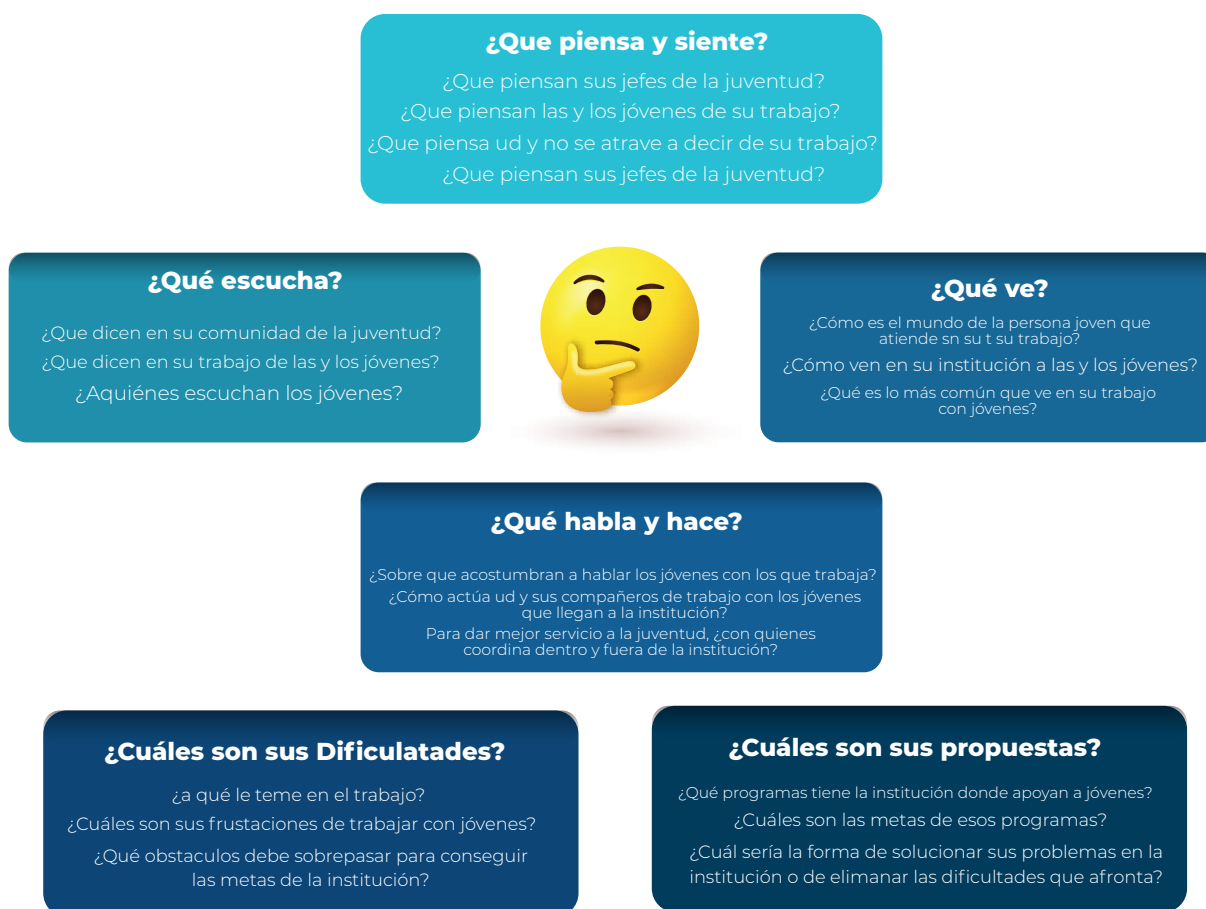 ¿Que piensa y siente?
¿Que piensan sus jefes de la juventud?
¿Que piensan las y los jóvenes de su trabajo?
¿Que piensa ud y no se atrave a decir de su trabajo?
¿Que piensan sus jefes de la juventud?
¿Qué escucha?
¿Que dicen en su comunidad de la juventud?
¿Que dicen en su trabajo de las y los jóvenes?
¿Aquiénes escuchan los jóvenes?
¿Qué ve?
¿Cómo es el mundo de la persona joven que
atiende sn su t su trabajo?
¿Cómo ven en su institución a las y los jóvenes?
¿Qué es lo más común que ve en su trabajo
con jóvenes?
¿Qué habla y hace?
¿Sobre que acostumbran a hablar los jóvenes con los que trabaja?
¿Cómo actúa ud y sus compañeros de trabajo con los jóvenes
que llegan a la institución?
Para dar mejor servicio a la juventud, ¿con quienes
coordina dentro y fuera de la institución?
¿Cuáles son sus Dificulatades?
¿a qué le teme en el trabajo?
¿Cuáles son sus frustaciones de trabajar con jóvenes?
¿Qué obstaculos debe sobrepasar para conseguir
las metas de la institución?
¿Cuáles son sus propuestas?
¿Qué programas tiene la institución donde apoyan a jóvenes?
¿Cuáles son las metas de esos programas?
¿Cuál sería la forma de solucionar sus problemas en la
institución o de elimanar las dificultades que afronta?